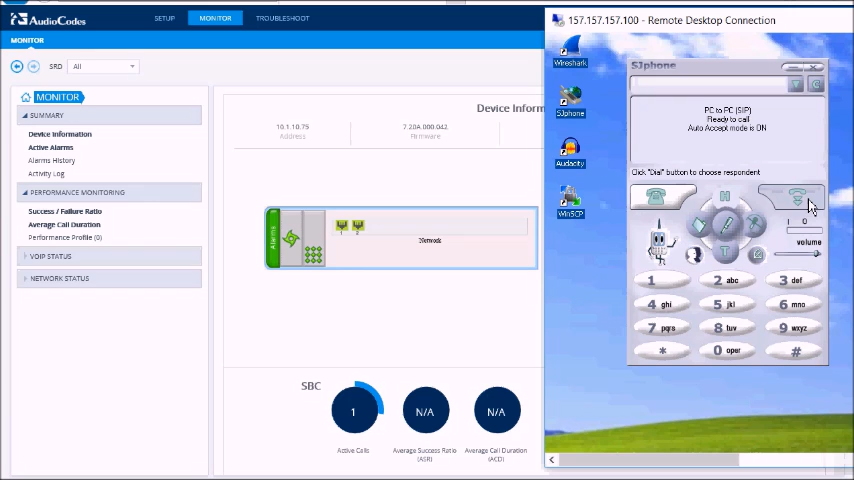 AudioCodes
SETUP
MONITOR
TROUBLESHOOT
MONITOR
SRD
All
MONITOR
SUMMARY
Device Information
Active Alarms
Alarms History
Activity Log
PERFORMANCE MONITORING
Success / Failure Ratio
Average Call Duration
Performance Profile (0)
VOIP STATUS
NETWORK STATUS
Device Inform
10.1.10.75
Address
7.20A.000.042
Firmware
Alarms
1 2
Network
SBC
1
N/A
N/A
Active Calls
Average Success Ratio
(ASR)
Average Call Duration
(ACD)
157.157.157.100 - Remote Desktop Connection
Wireshark
SJphone
Audacity
WinSCP
SJphone
PC to PC (SIP)
Ready to call
Auto Accept mode is ON
Click "Dial" button to choose respondent
I 0
volume
1
2 abc
3 def
4 ghi
5 jkl
6 mno
7 pqrs
8 tuv
9 wxyz
*
0 oper
#